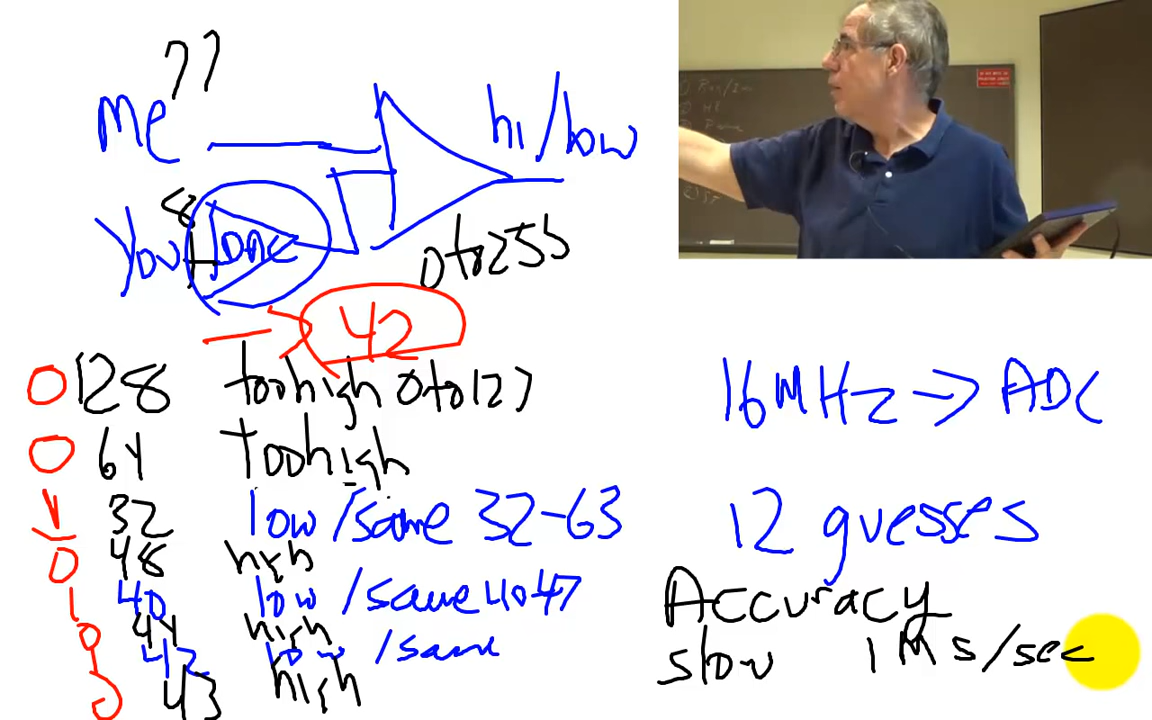 77
Me
hi/low
You
0 to 255
42
0 128 too high 0 to 127
0 64 too high
1 32 low/same 32-63
0 48 high
1 40 low/same 40 47
0 44 high
1 42 low/same
0 43 high
16MHz -> ADC
12 guesses
Accuracy
slow 1Ms/sec